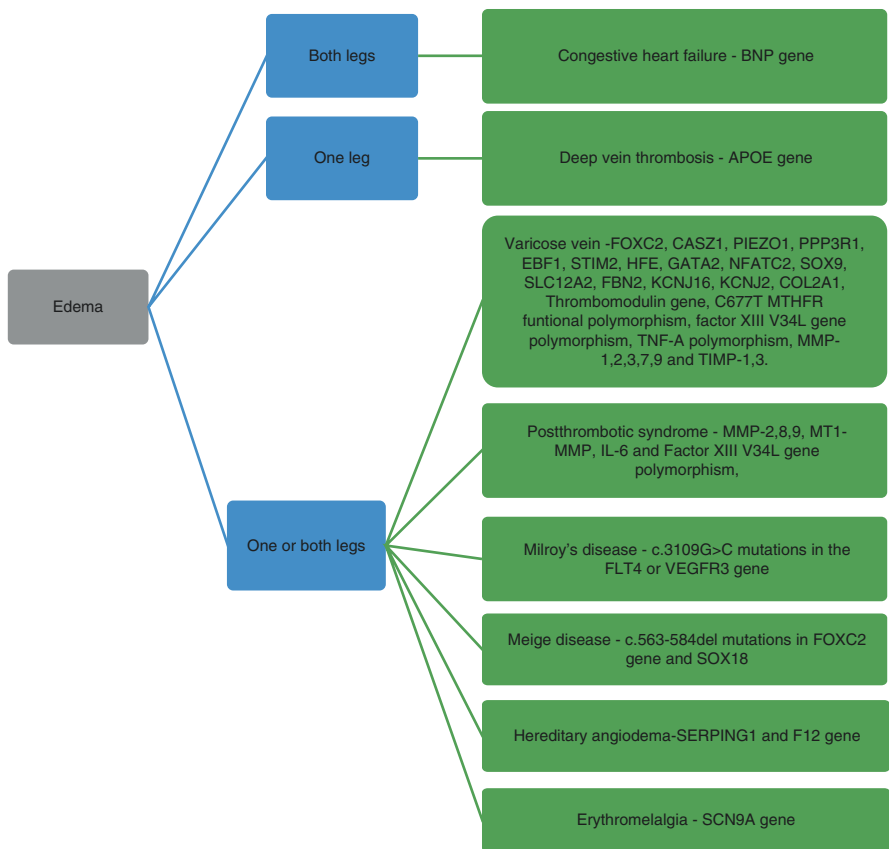 Edema
Both legs
One leg
One or both legs
Congestive heart failure - BNP gene
Deep vein thrombosis - APOE gene
Varicose vein -FOXC2, CASZ1, PIEZO1, PPP3R1,
EBF1, STIM2, HFE, GATA2, NFATC2, SOX9,
SLC12A2, FBN2, KCNJ16, KCNJ2, COL2A1,
Thrombomodulin gene, C677T MTHFR
funtional polymorphism, factor XIII V34L gene
polymorphism, TNF-A polymorphism, MMP-
1,2,3,7,9 and TIMP-1,3.
Postthrombotic syndrome - MMP-2,8,9, MT1-
MMP, IL-6 and Factor XIII V34L gene
polymorphism,
Milroy's disease - c.3109G>C mutations in the
FLT4 or VEGFR3 gene
Meige disease - c.563-584del mutations in FOXC2
gene and SOX18
Hereditary angiodema-SERPING1 and F12 gene
Erythromelalgia - SCN9A gene